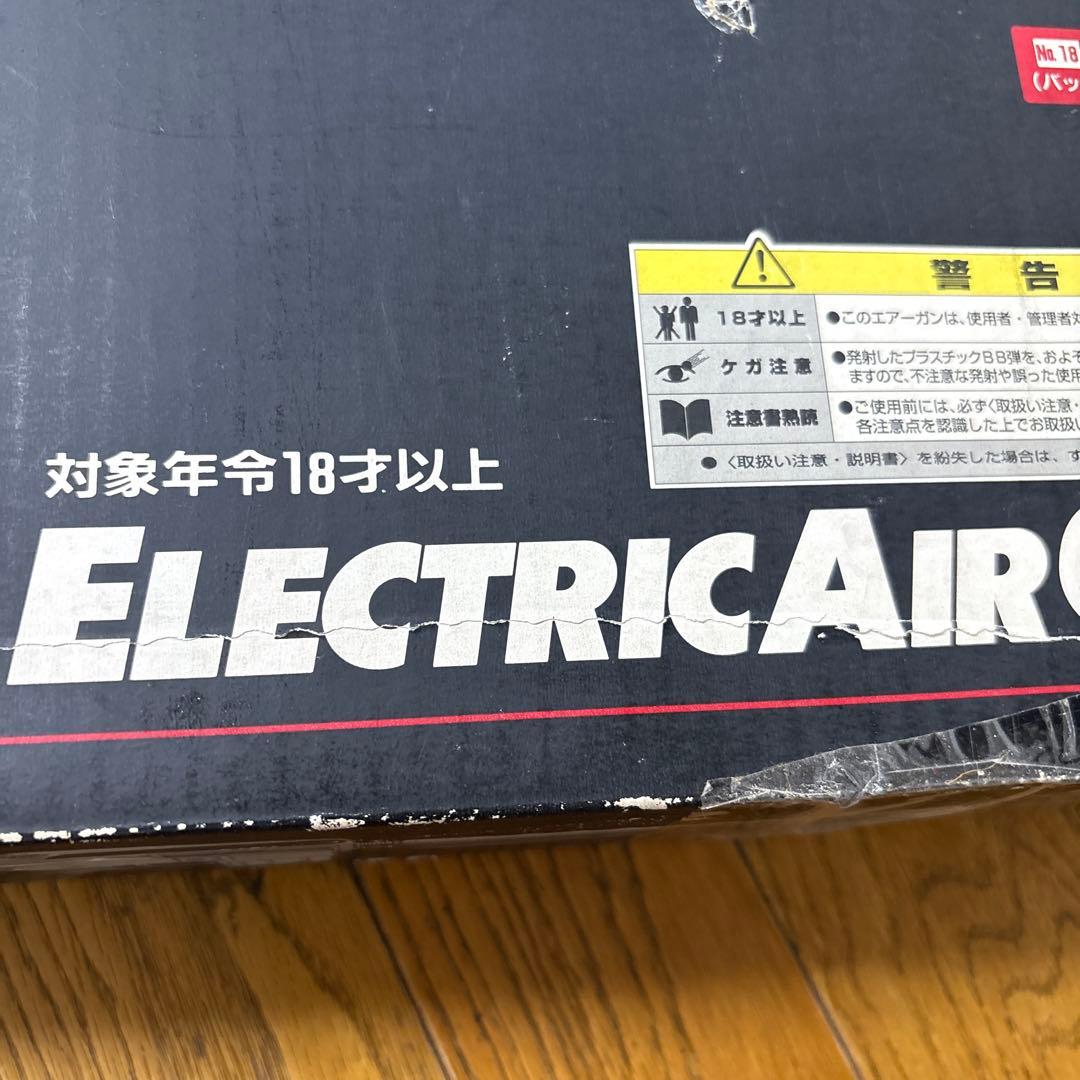 No.18
(バッ
警告
18才以上 ●このエアーガンは、使用者・管理者
ケガ注意 ●発射したプラスチックBB弾を、およそ
ますので、不注意な発射や誤った使用
注意書熟読 ●ご使用前には、必ず〈取扱い注意・
各注意点を認識した上でお取扱い
●〈取扱い注意・説明書〉を紛失した場合は、す
対象年令18才以上
ELECTRIC AIR